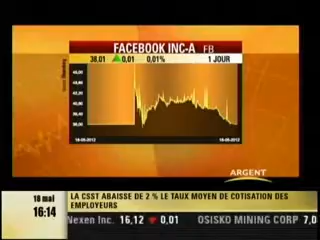 FACEBOOK INC-A FB
38,01 0,01 0,01% 1 JOUR
18-05-2012 18-05-2012
ARGENT
18 mai
16:14
LA CSST ABAISSE DE 2 % LE TAUX MOYEN DE COTISATION DES
EMPLOYEURS
Nexen Inc. 16,12 0,01 OSISKO MINING CORP 7,0